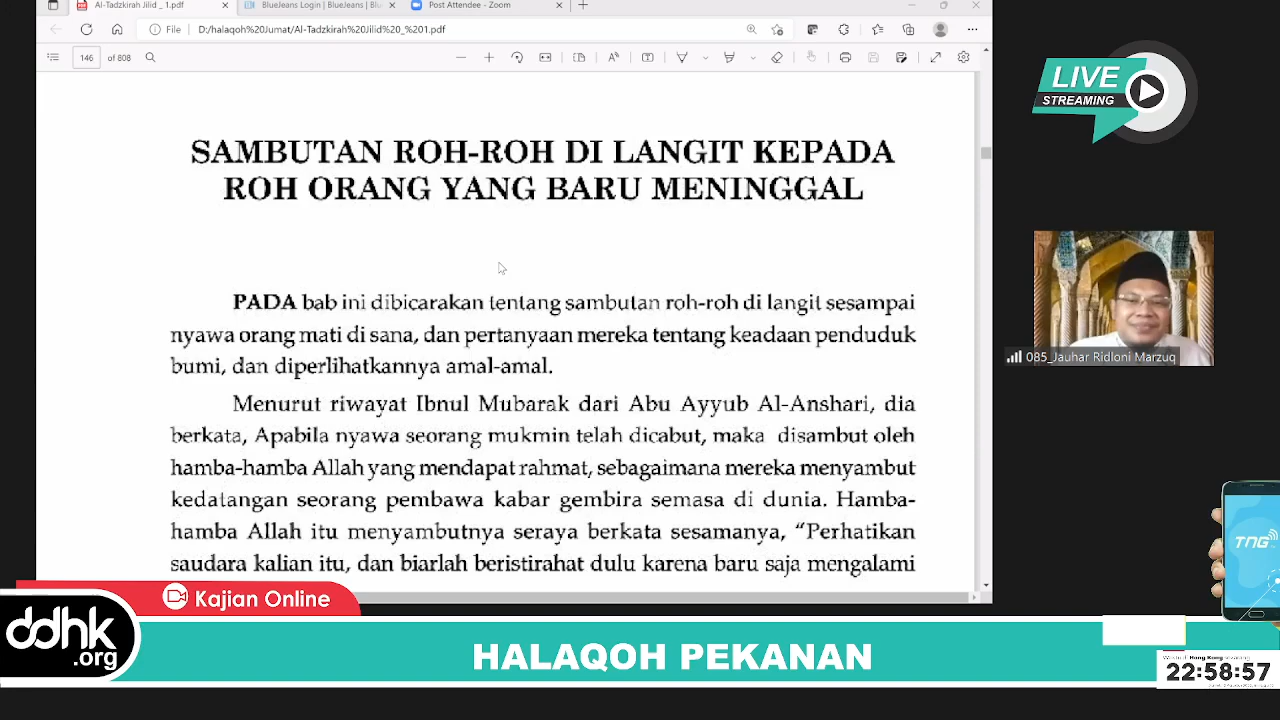 Al-Tadzkirah Jilid _ 1.pdf
BlueJeans Login | BlueJeans | Blu
Post Attendee - Zoom
File D:/halaqoh%20Jumat/Al-Tadzkirah%20Jilid%20_%201.pdf
146 of 808
SAMBUTAN ROH-ROH DI LANGIT KEPADA
ROH ORANG YANG BARU MENINGGAL
PADA bab ini dibicarakan tentang sambutan roh-roh di langit sesampai
nyawa orang mati di sana, dan pertanyaan mereka tentang keadaan penduduk
bumi, dan diperlihatkannya amal-amal.
Menurut riwayat Ibnul Mubarak dari Abu Ayyub Al-Anshari, dia
berkata, Apabila nyawa seorang mukmin telah dicabut, maka disambut oleh
hamba-hamba Allah yang mendapat rahmat, sebagaimana mereka menyambut
kedatangan seorang pembawa kabar gembira semasa di dunia. Hamba-
hamba Allah itu menyambutnya seraya berkata sesamanya, “Perhatikan
saudara kalian itu, dan biarlah beristirahat dulu karena baru saja mengalami
LIVE
STREAMING
085_Jauhar Ridloni Marzuq
TNG
Kajian Online
ddhk
.org
HALAQOH PEKANAN
Hong Kong
22:58:57